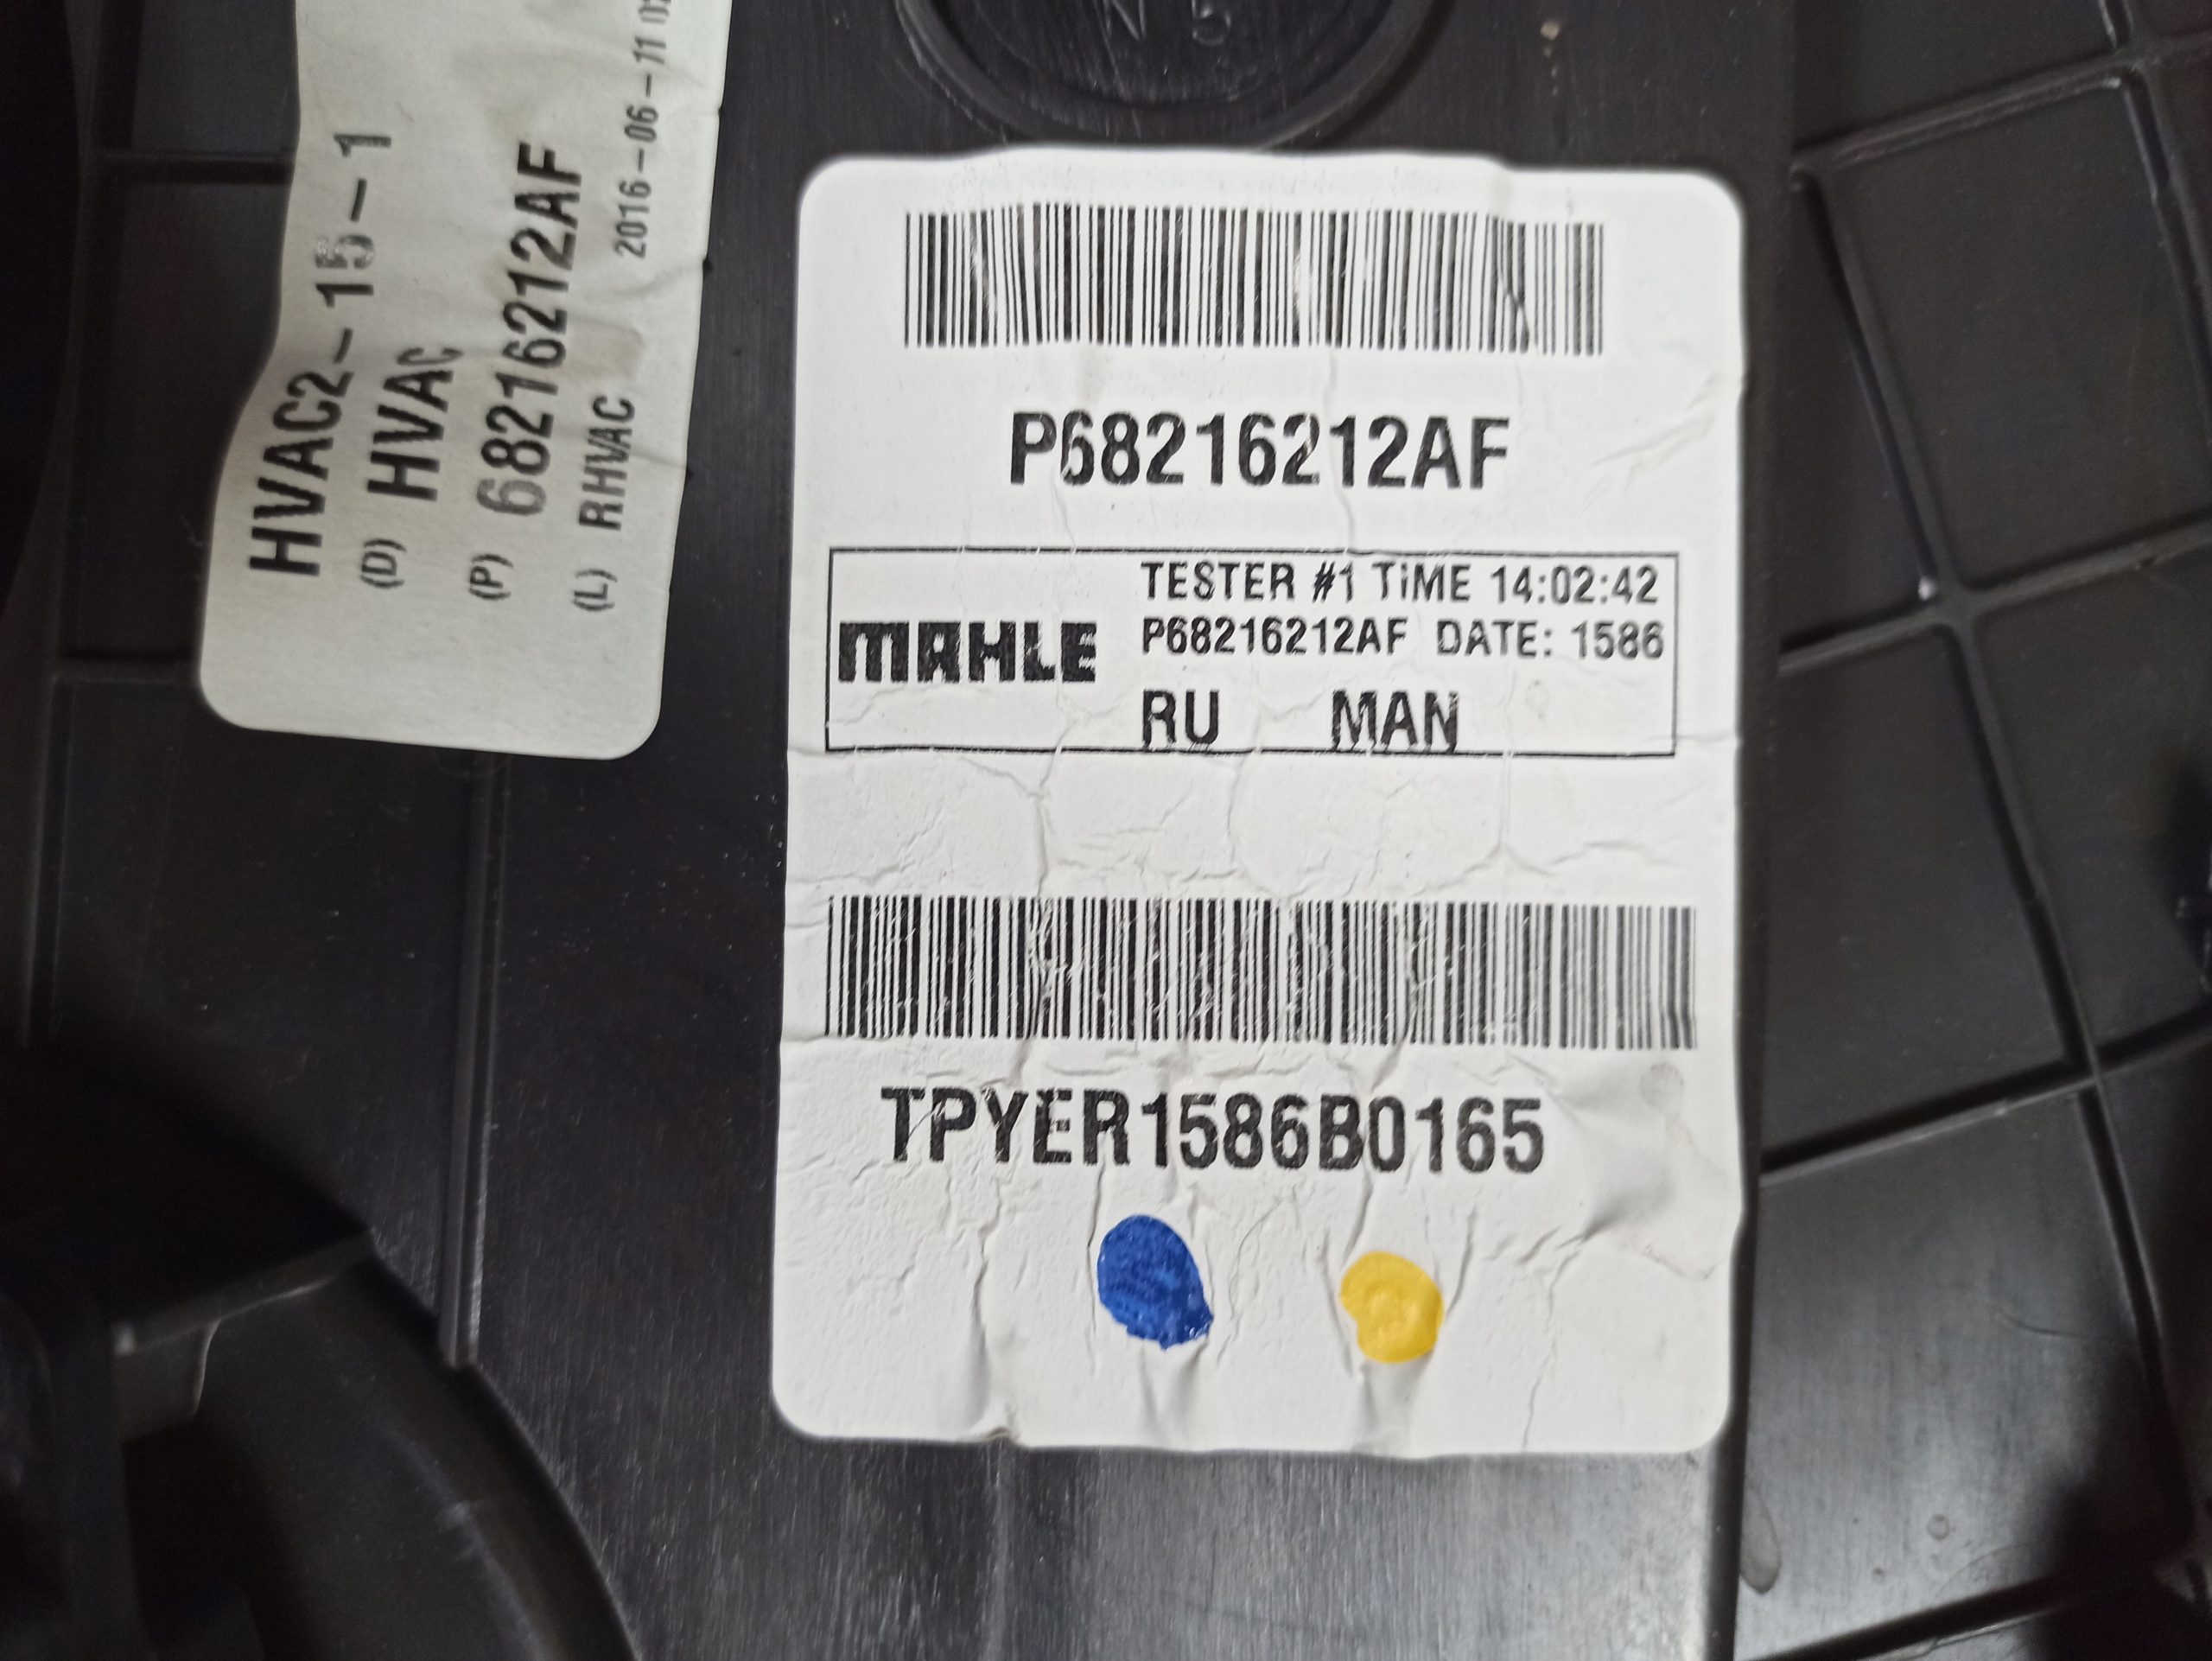 N 5
HVAC2-15-1
(D) HVAC
(P) 68216212AF
(L) RHVAC 2016-06-11
P68216212AF
MAHLE
TESTER #1 TiME 14:02:42
P68216212AF DATE: 1586
RU MAN
TPYER1586B0165